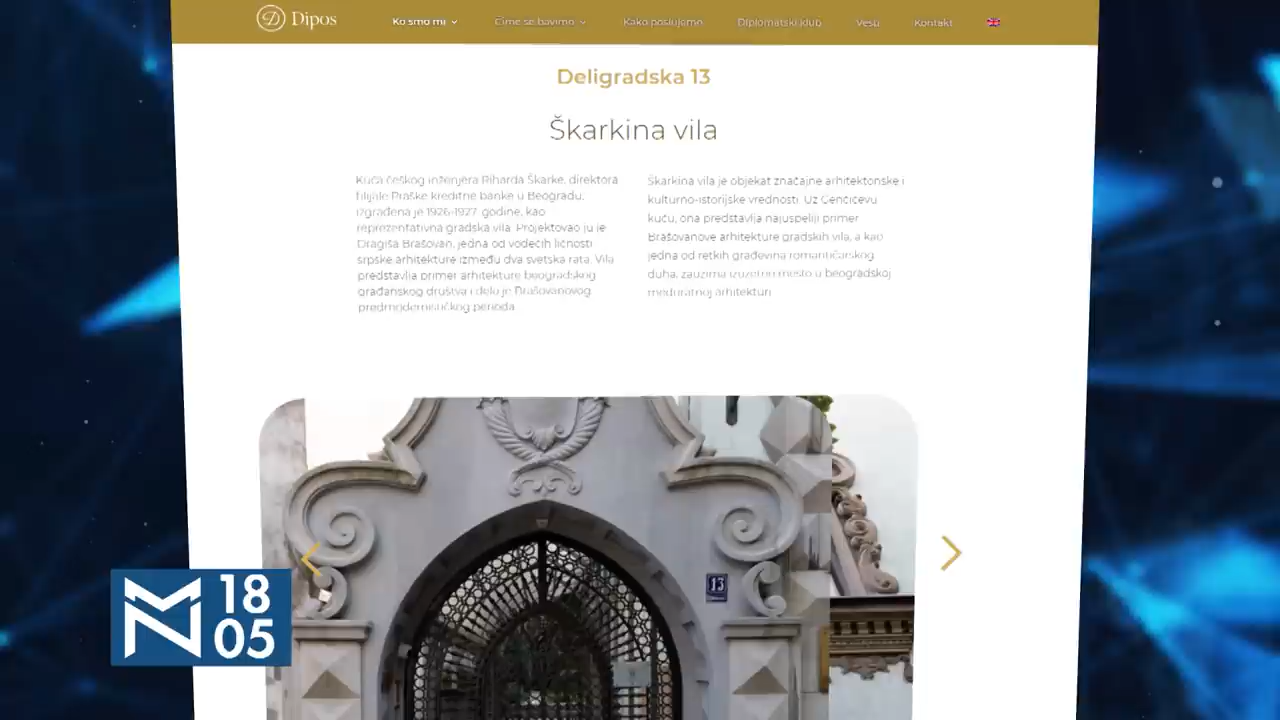 Dipos
Ko smo mi
Čime se bavimo
Kako poslujemo
Diplomatski klub
Vesti
Kontakt
Deligradska 13
Škarkina vila
Kuća češkog inženjera Riharda Škarke, direktora
filijale Praške kreditne banke u Beogradu,
izgrađena je 1926-1927. godine, kao
reprezentativna gradska vila. Projektovao ju je
Dragiša Brašovan, jedna od vodećih ličnosti
srpske arhitekture između dva svetska rata. Vila
predstavlja primer arhitekture beogradskog
građanskog društva i delo je Brašovanovog
predmodernističkog perioda.
Škarkina vila je objekat značajne arhitektonske i
kulturno-istorijske vrednosti. Uz Genčićevu
kuću, ona predstavlja najuspeliji primer
Brašovanove arhitekture gradskih vila, a kao
jedna od retkih građevina romantičarskog
duha, zauzima izuzetno mesto u beogradskoj
međuratnoj arhitekturi.
13
18
05